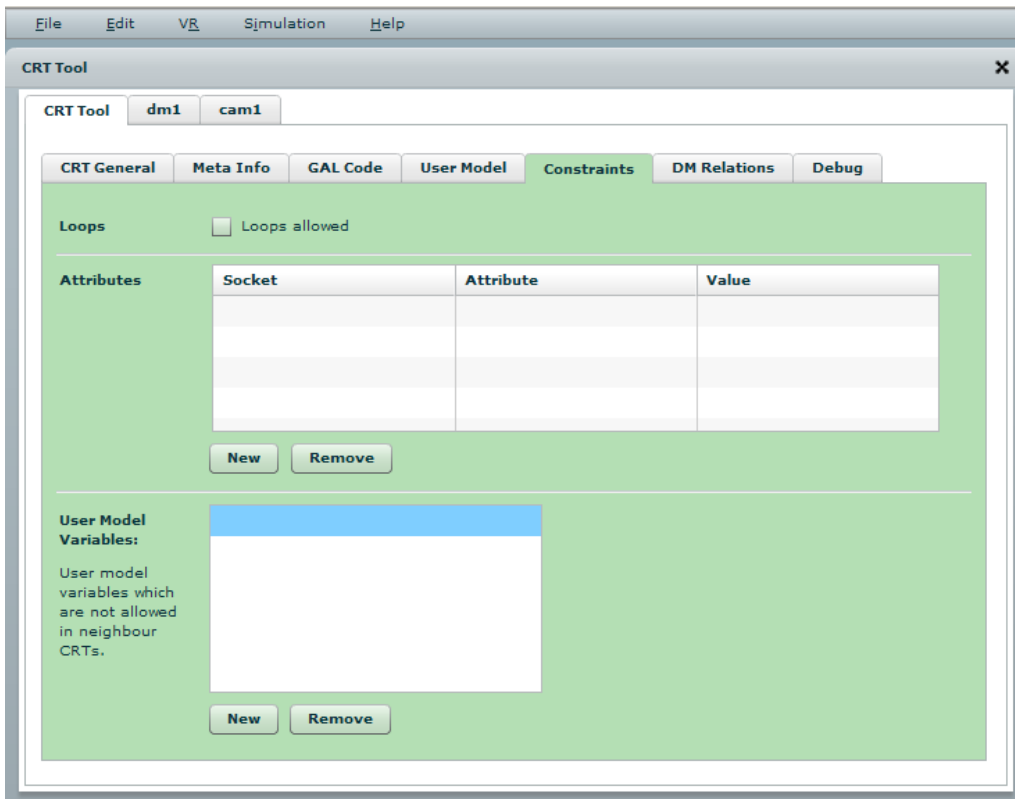 File Edit VR Simulation Help
CRT Tool
CRT Tool dm1 cam1
CRT General Meta Info GAL Code User Model Constraints DM Relations Debug
Loops Loops allowed
Attributes Socket Attribute Value
New Remove
User Model
Variables:
User model
variables which
are not allowed
in neighbour
CRTs.
New Remove